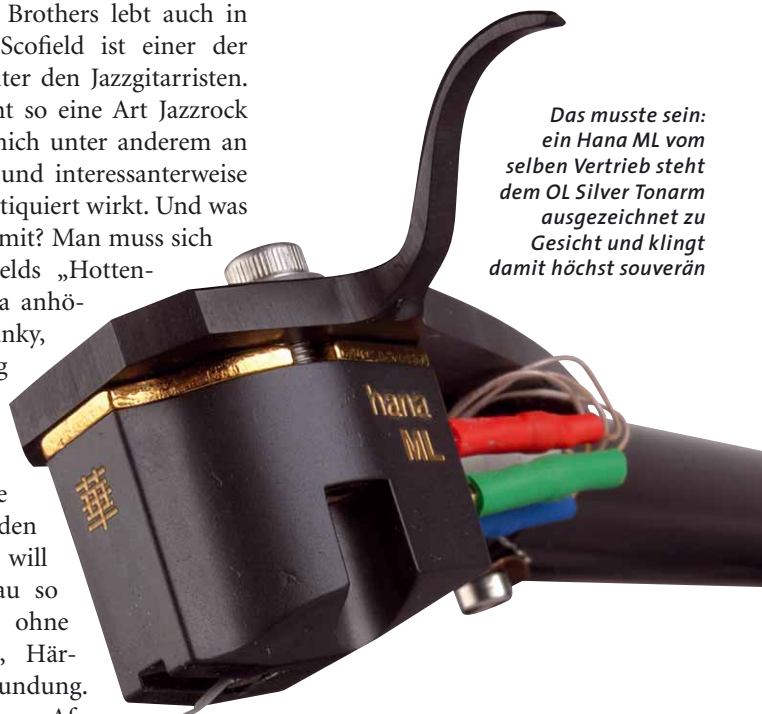 Brothers lebt auch in
Scofield ist einer der
ter den Jazzgitarristen.
nt so eine Art Jazzrock
nich unter anderem an
und interessanterweise
tiquiert wirkt. Und was
mit? Man muss sich
elds „Hotten-
a anhö-
nky,
g
e
den
will
au so
ohne
, Här-
undung.
Das musste sein:
ein Hana ML vom
selben Vertrieb steht
dem OL Silver Tonarm
ausgezeichnet zu
Gesicht und klingt
damit höchst souverän
hana
ML
華